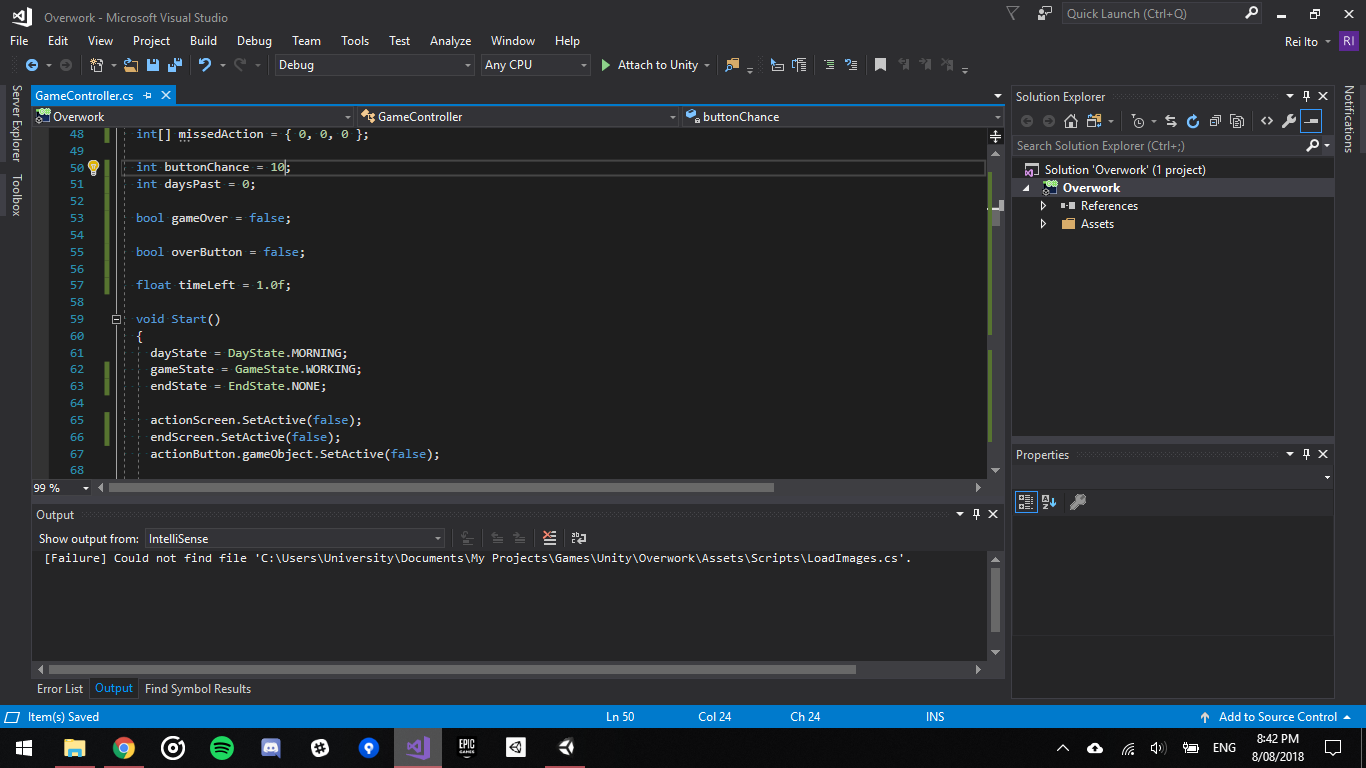 Overwork - Microsoft Visual Studio
Quick Launch (Ctrl+Q)
File Edit View Project Build Debug Team Tools Test Analyze Window Help
Rei Ito RI
Debug Any CPU Attach to Unity
Server Explorer
Toolbox
GameController.cs
Overwork GameController buttonChance
48 int[] missedAction = { 0, 0, 0 };
49
50 int buttonChance = 10;
51 int daysPast = 0;
52
53 bool gameOver = false;
54
55 bool overButton = false;
56
57 float timeLeft = 1.0f;
58
59 void Start()
60 {
61 dayState = DayState.MORNING;
62 gameState = GameState.WORKING;
63 endState = EndState.NONE;
64
65 actionScreen.SetActive(false);
66 endScreen.SetActive(false);
67 actionButton.gameObject.SetActive(false);
68
99 %
Output
Show output from: IntelliSense
[Failure] Could not find file 'C:\Users\University\Documents\My Projects\Games\Unity\Overwork\Assets\Scripts\LoadImages.cs'.
Error List Output Find Symbol Results
Solution Explorer
Search Solution Explorer (Ctrl+;)
Solution 'Overwork' (1 project)
Overwork
References
Assets
Properties
Notifications
Item(s) Saved Ln 50 Col 24 Ch 24 INS Add to Source Control
EPIC GAMES
ENG
8:42 PM
8/08/2018